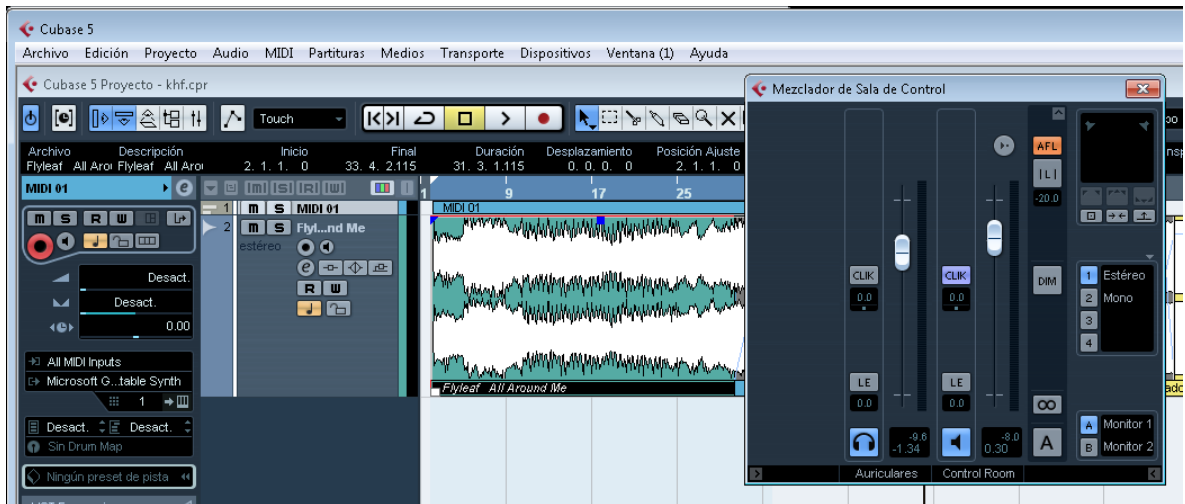 Cubase 5
Archivo Edición Proyecto Audio MIDI Partituras Medios Transporte Dispositivos Ventana (1) Ayuda
Cubase 5 Proyecto - khf.cpr
Touch
Archivo Descripción Inicio Final Duración Desplazamiento Posición Ajuste
Flyleaf All Aro Flyleaf All Aro 2. 1. 1. 0 33. 4. 2.115 31. 3. 1.115 0. 0. 0. 0 2. 1. 1. 0
MIDI 01
m S R W
Desact.
Desact.
0.00
All MIDI Inputs
Microsoft G...table Synth
1
Desact. Desact.
Sin Drum Map
Ningún preset de pista
1 9 17 25
1 m S MIDI 01
2 m S Flyl...nd Me
estéreo
R W
MIDI 01
Flyleaf All Around Me
Mezclador de Sala de Control
AFL
L
-20.0
CLIK CLIK DIM
0.0 0.0
LE LE
0.0 0.0
-9.6 -8.0
-1.34 0.30 A
Auriculares Control Room
1 Estéreo
2 Mono
3
4
A Monitor 1
B Monitor 2